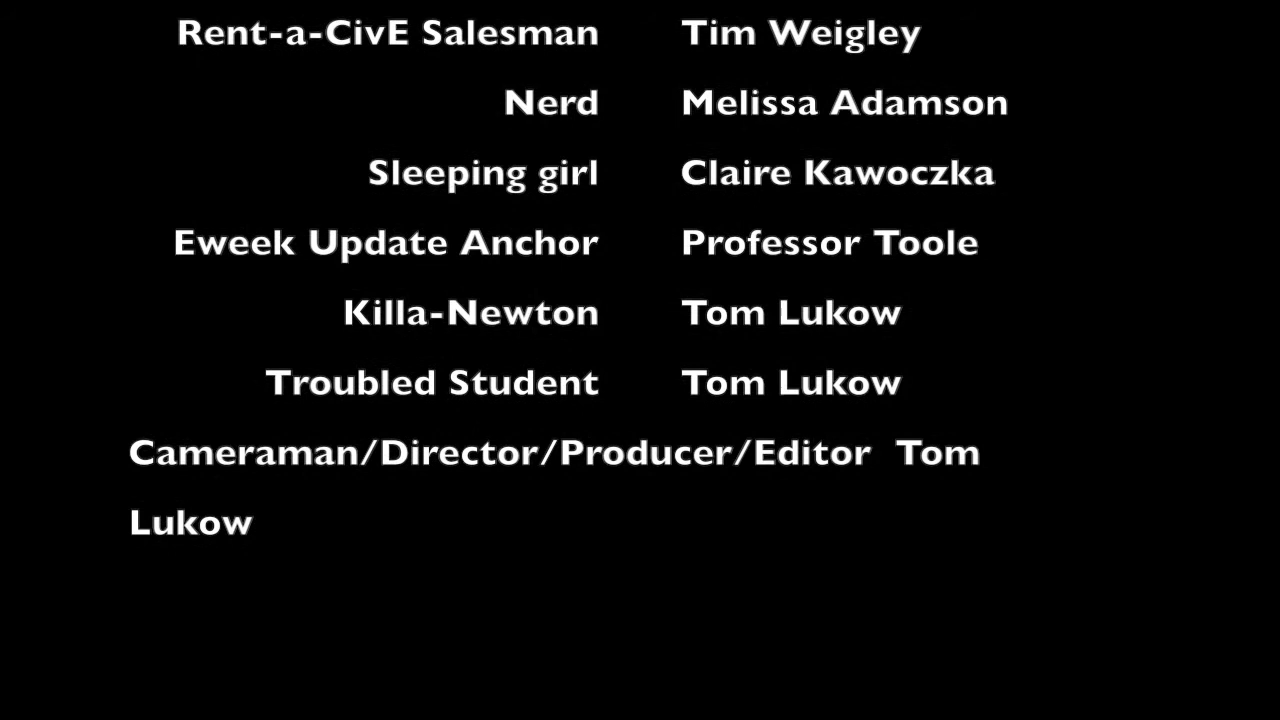 Rent-a-CivE Salesman Tim Weigley
Nerd Melissa Adamson
Sleeping girl Claire Kawoczka
Eweek Update Anchor Professor Toole
Killa-Newton Tom Lukow
Troubled Student Tom Lukow
Cameraman/Director/Producer/Editor Tom
Lukow